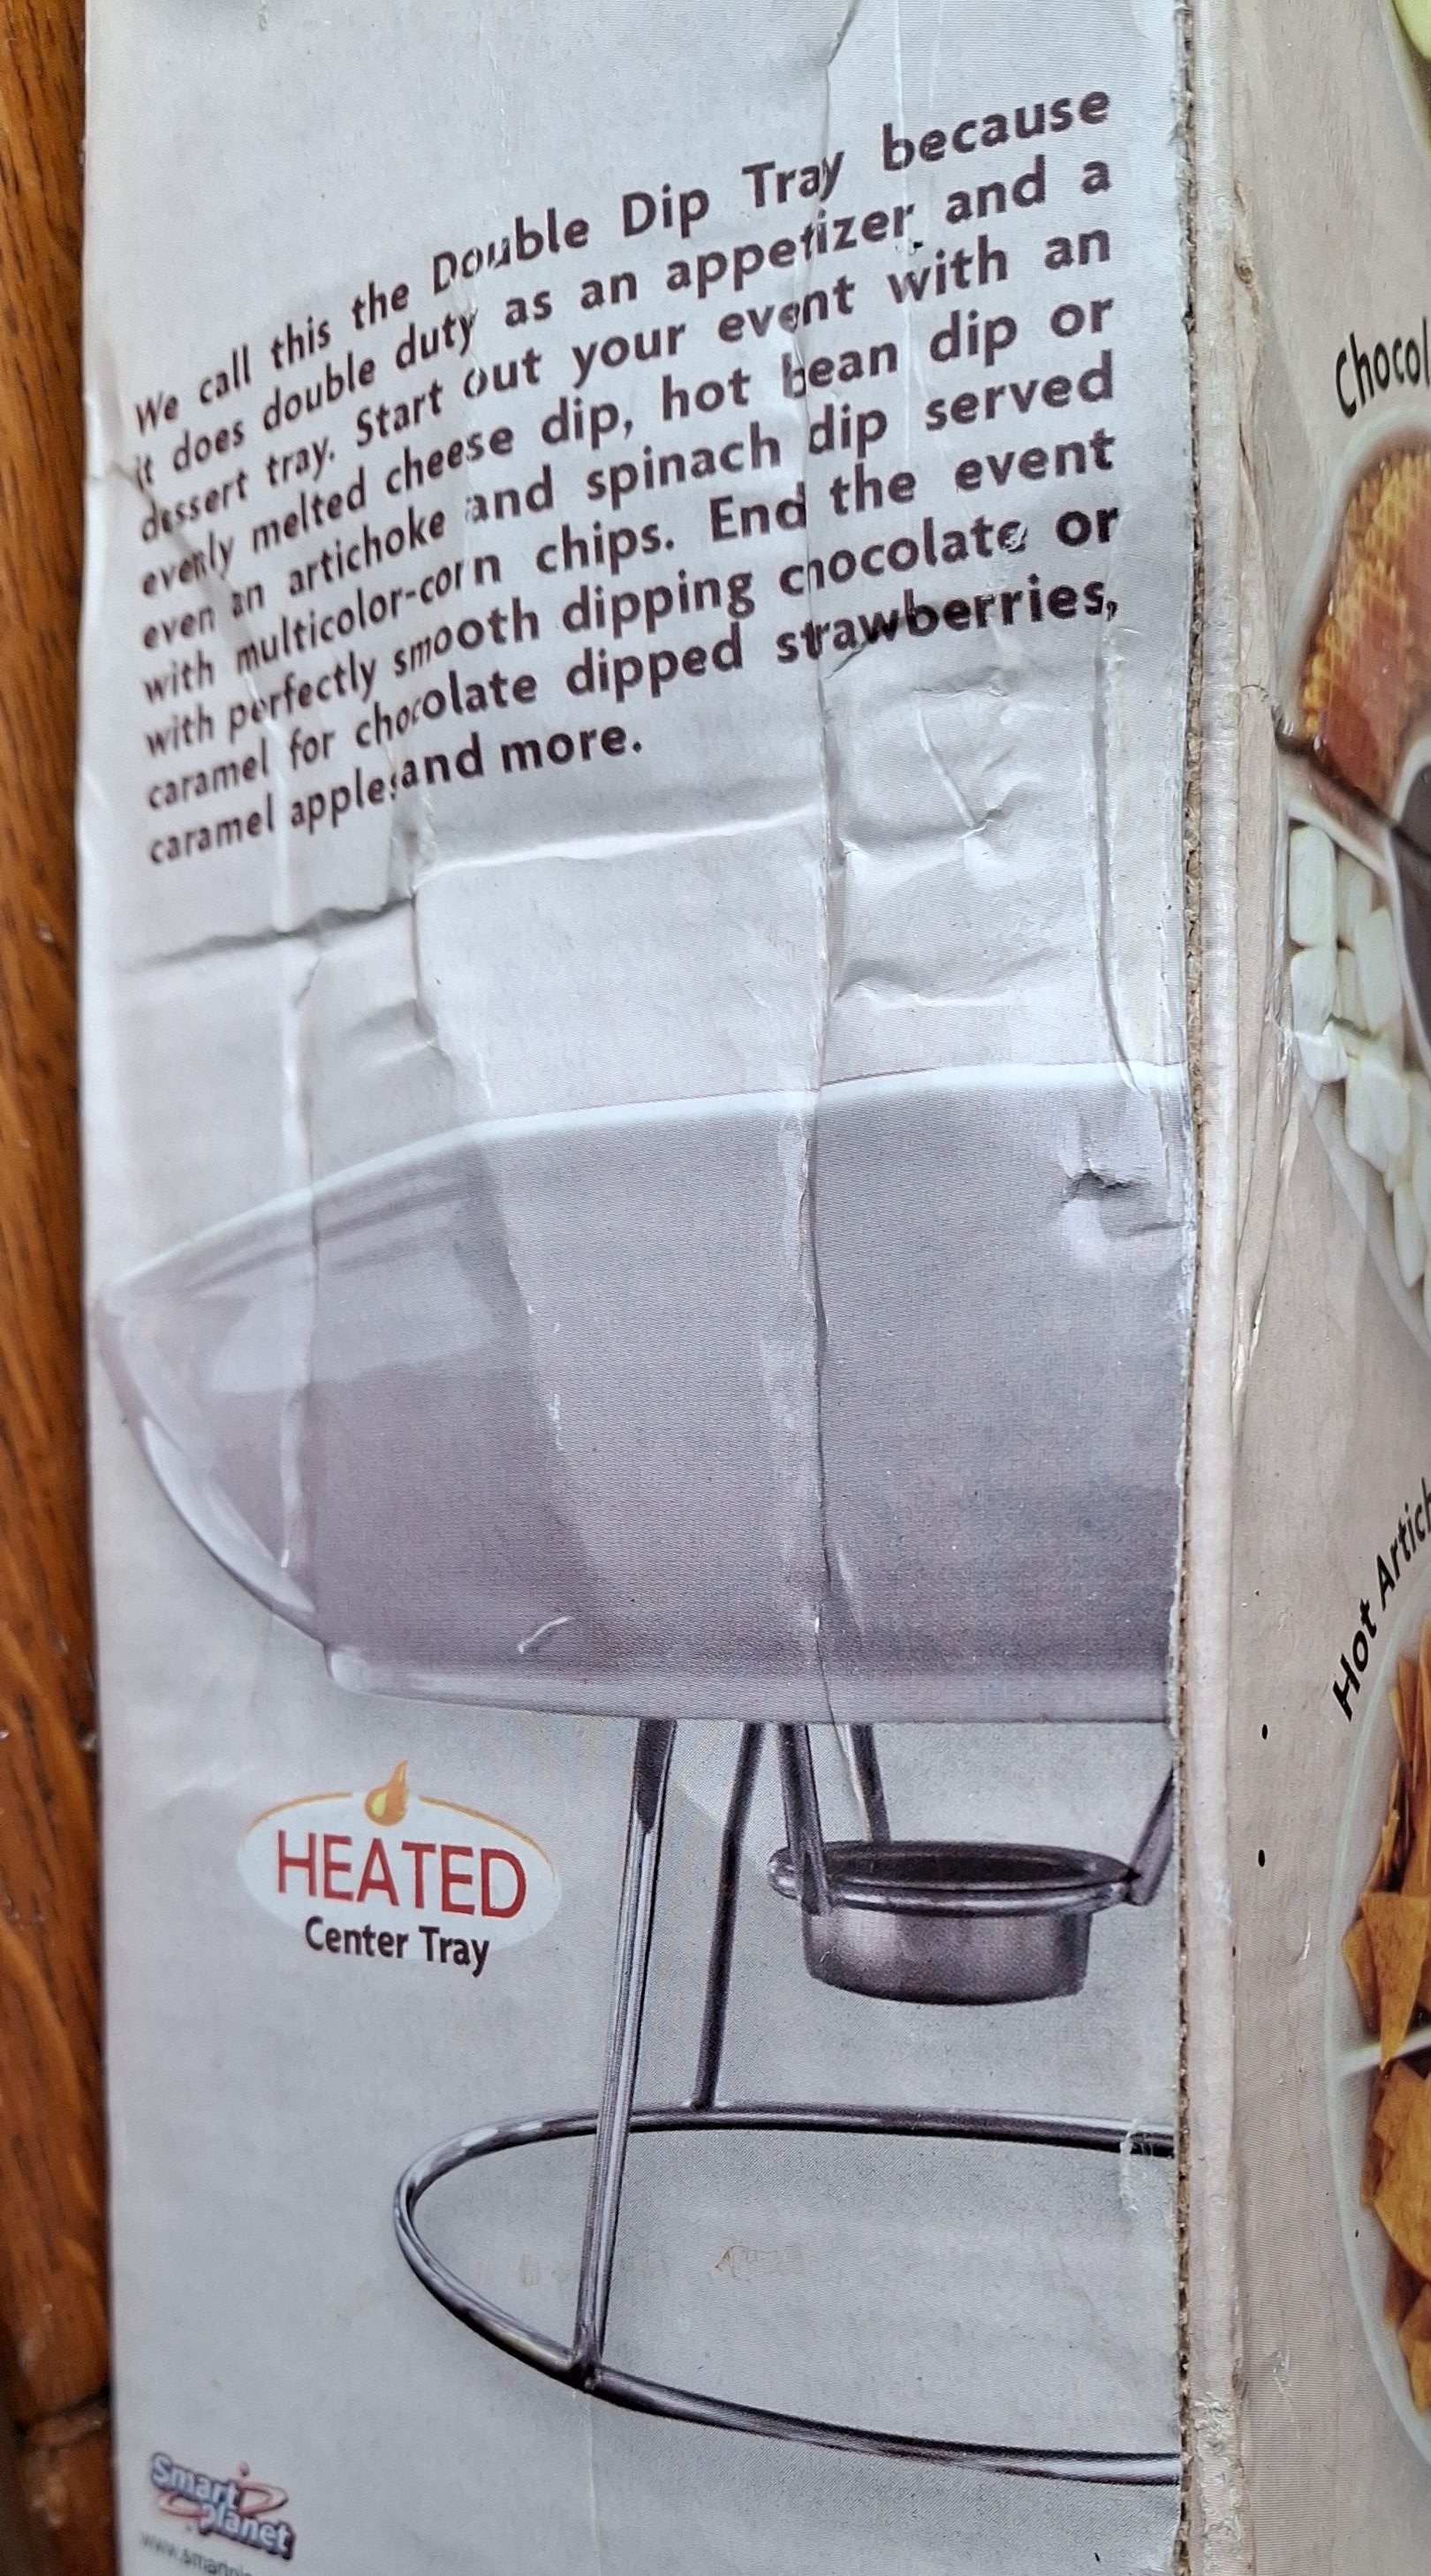 We call this the Double Dip Tray because
it does double duty as an appetizer and a
dessert tray. Start out your event with an
evenly melted cheese dip, hot bean dip or
even an artichoke and spinach dip served
with multicolor-corn chips. End the event
with perfectly smooth dipping chocolate or
caramel for chocolate dipped strawberries,
caramel apples and more.
HEATED
Center Tray
Smart
Planet
Chocol
Hot Artich